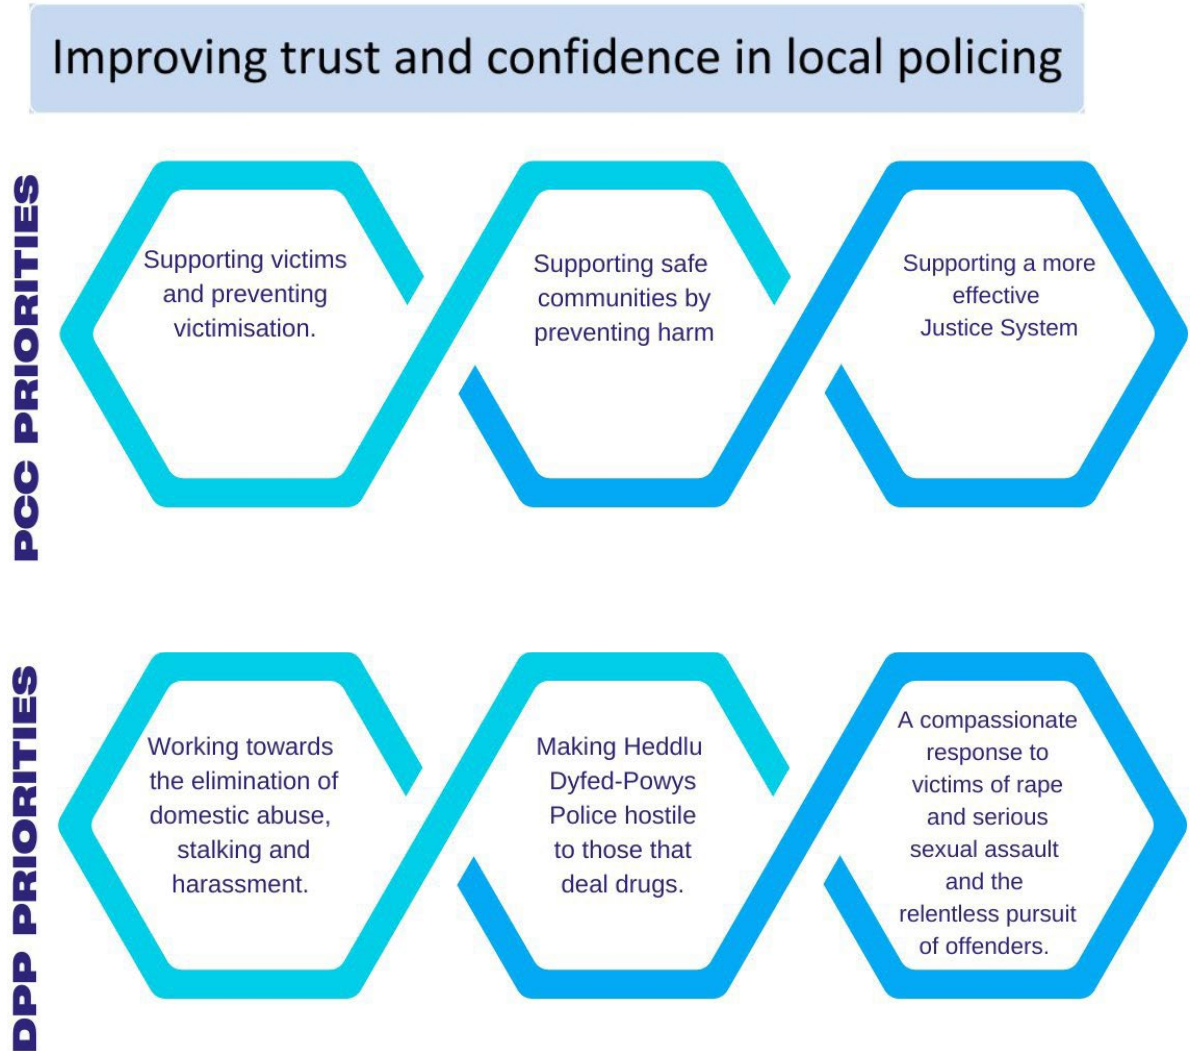 Improving trust and confidence in local policing
PCC PRIORITIES
Supporting victims
and preventing
victimisation.
Supporting safe
communities by
preventing harm
Supporting a more
effective
Justice System
DPP PRIORITIES
Working towards
the elimination of
domestic abuse,
stalking and
harassment.
Making Heddlu
Dyfed-Powys
Police hostile
to those that
deal drugs.
A compassionate
response to
victims of rape
and serious
sexual assault
and the
relentless pursuit
of offenders.